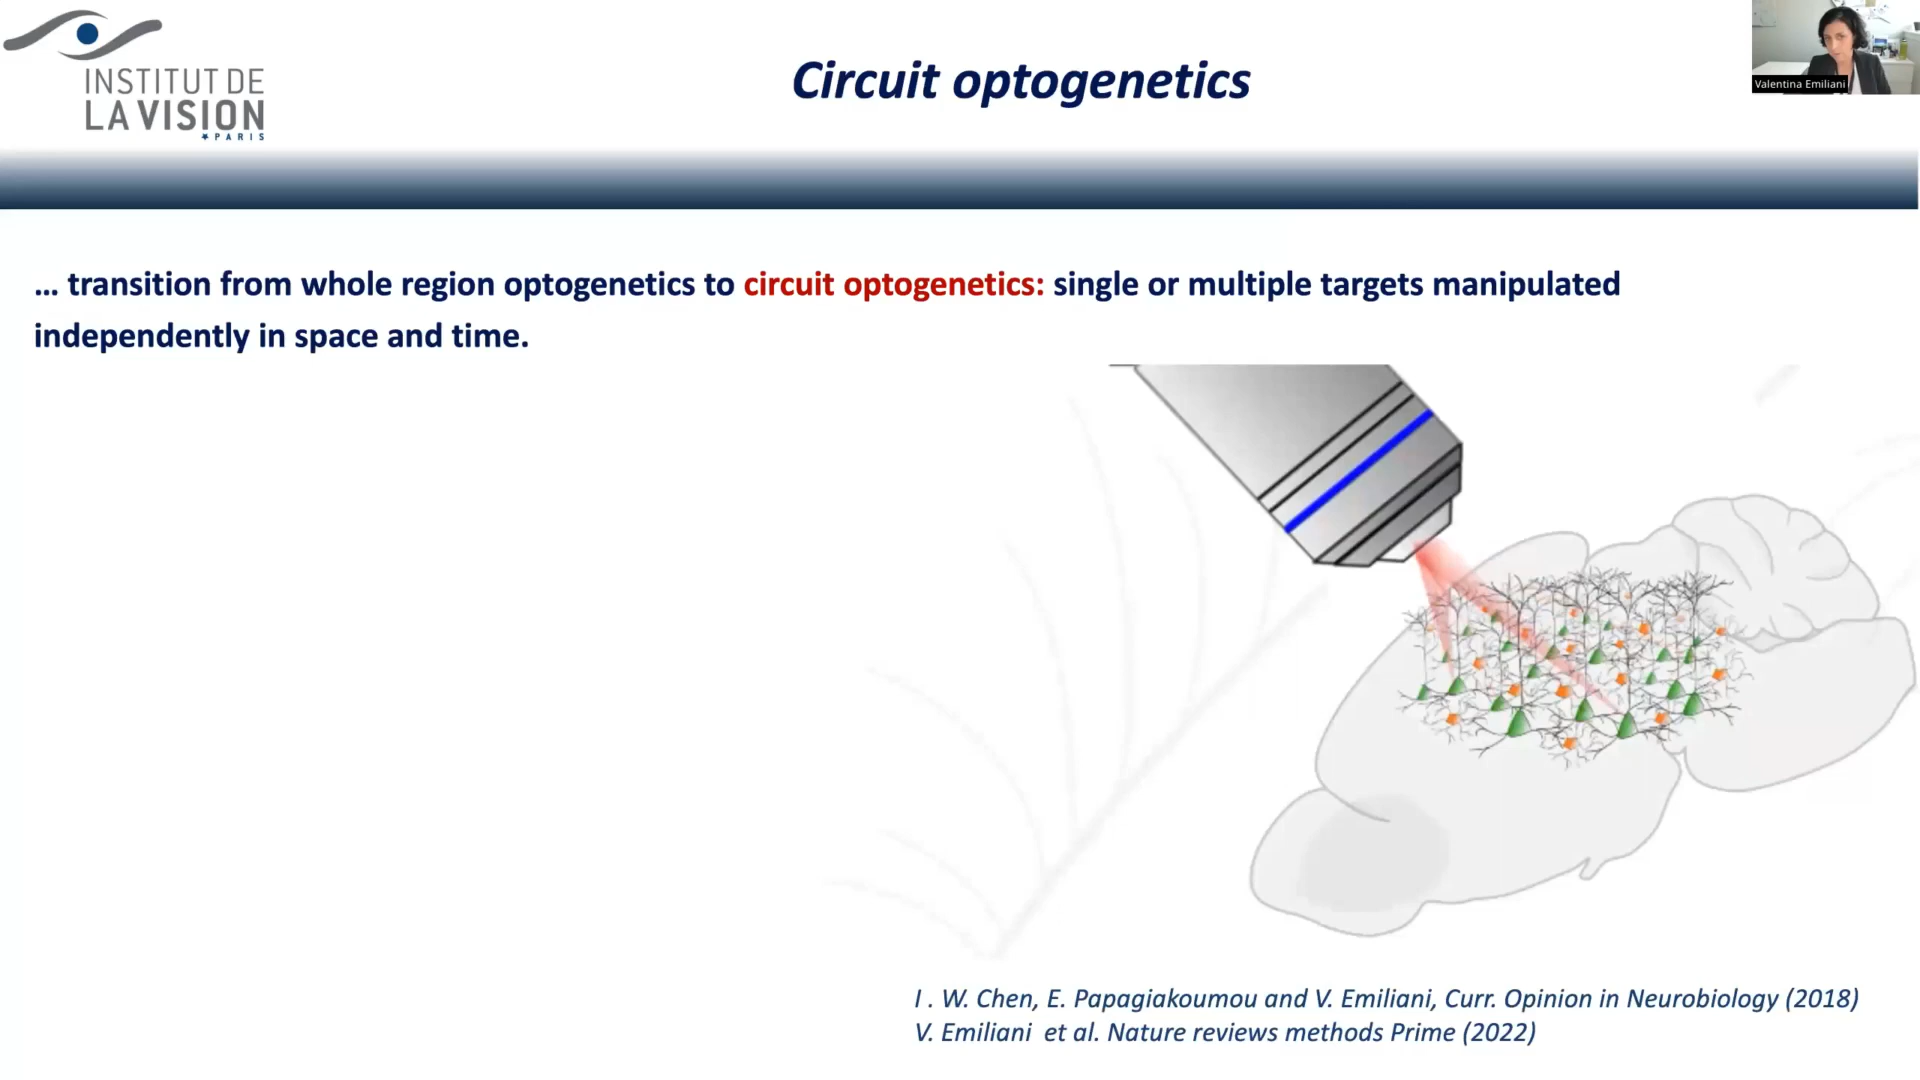 INSTITUT DE
LA VISION
PARIS
Circuit optogenetics
Valentina Emiliani
... transition from whole region optogenetics to circuit optogenetics: single or multiple targets manipulated
independently in space and time.
I . W. Chen, E. Papagiakoumou and V. Emiliani, Curr. Opinion in Neurobiology (2018)
V. Emiliani et al. Nature reviews methods Prime (2022)